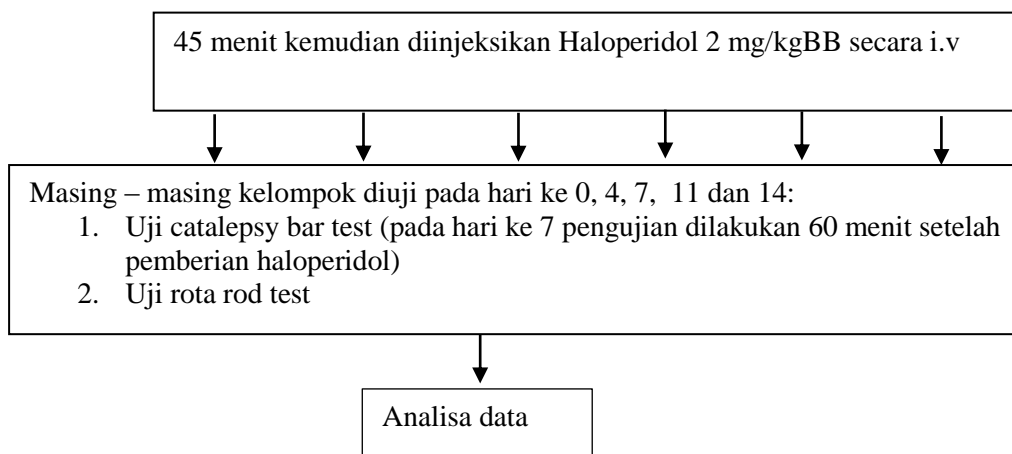 45 menit kemudian diinjeksikan Haloperidol 2 mg/kgBB secara i.v
Masing – masing kelompok diuji pada hari ke 0, 4, 7,  11 dan 14:
1. Uji catalepsy bar test (pada hari ke 7 pengujian dilakukan 60 menit setelah
pemberian haloperidol)
2. Uji rota rod test
Analisa data